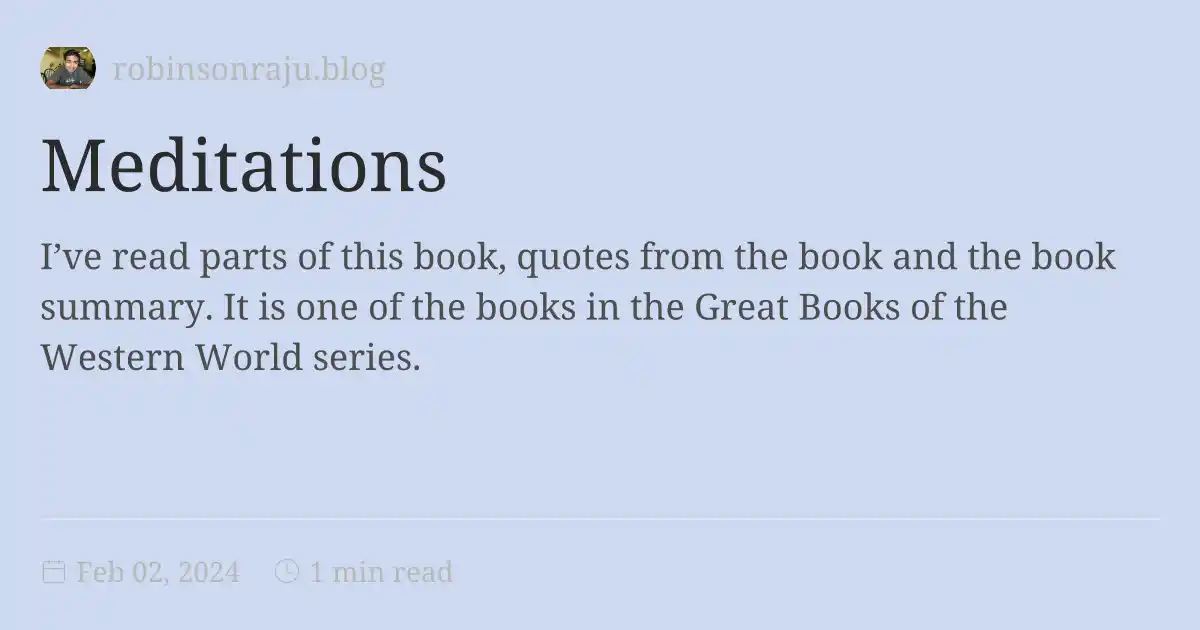 robinsonraju.blog
Meditations
I’ve read parts of this book, quotes from the book and the book
summary. It is one of the books in the Great Books of the
Western World series.
Feb 02, 2024 1 min read